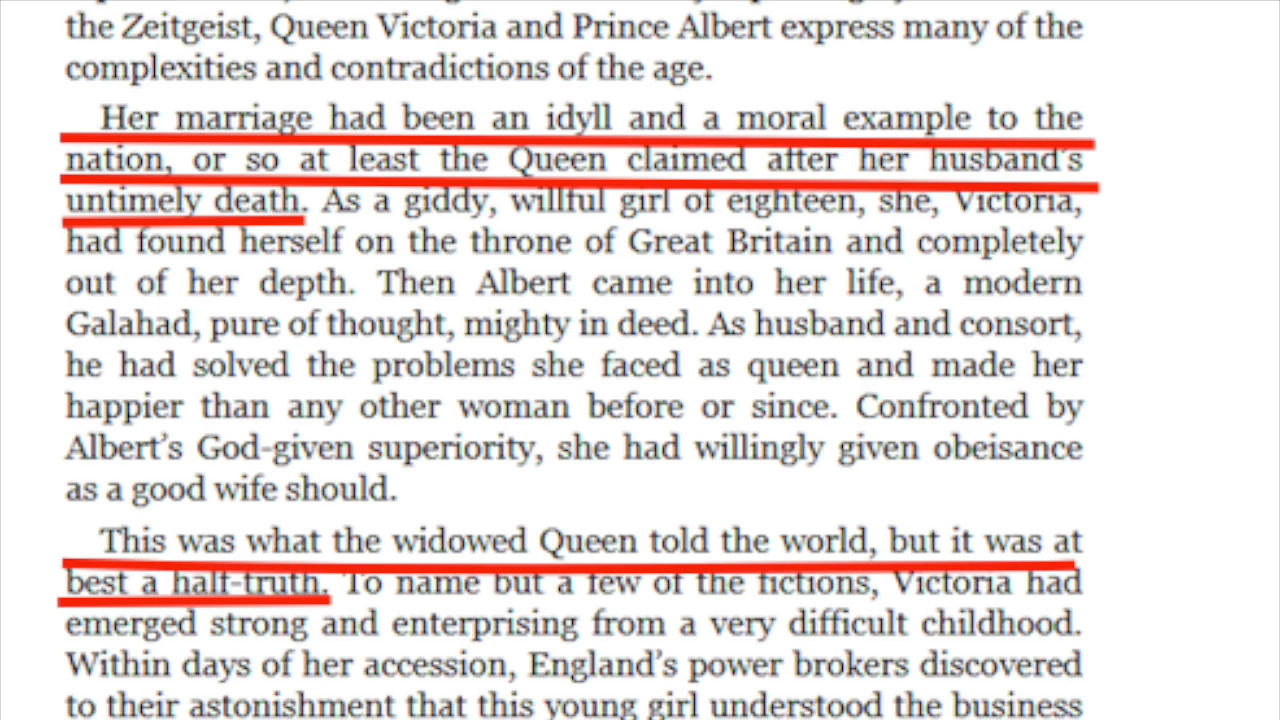 the Zeitgeist, Queen Victoria and Prince Albert express many of the
complexities and contradictions of the age.
Her marriage had been an idyll and a moral example to the
nation, or so at least the Queen claimed after her husband's
untimely death. As a giddy, willful girl of eighteen, she, Victoria,
had found herself on the throne of Great Britain and completely
out of her depth. Then Albert came into her life, a modern
Galahad, pure of thought, mighty in deed. As husband and consort,
he had solved the problems she faced as queen and made her
happier than any other woman before or since. Confronted by
Albert's God-given superiority, she had willingly given obeisance
as a good wife should.
This was what the widowed Queen told the world, but it was at
best a half-truth. To name but a few of the fictions, Victoria had
emerged strong and enterprising from a very difficult childhood.
Within days of her accession, England's power brokers discovered
to their astonishment that this young girl understood the business